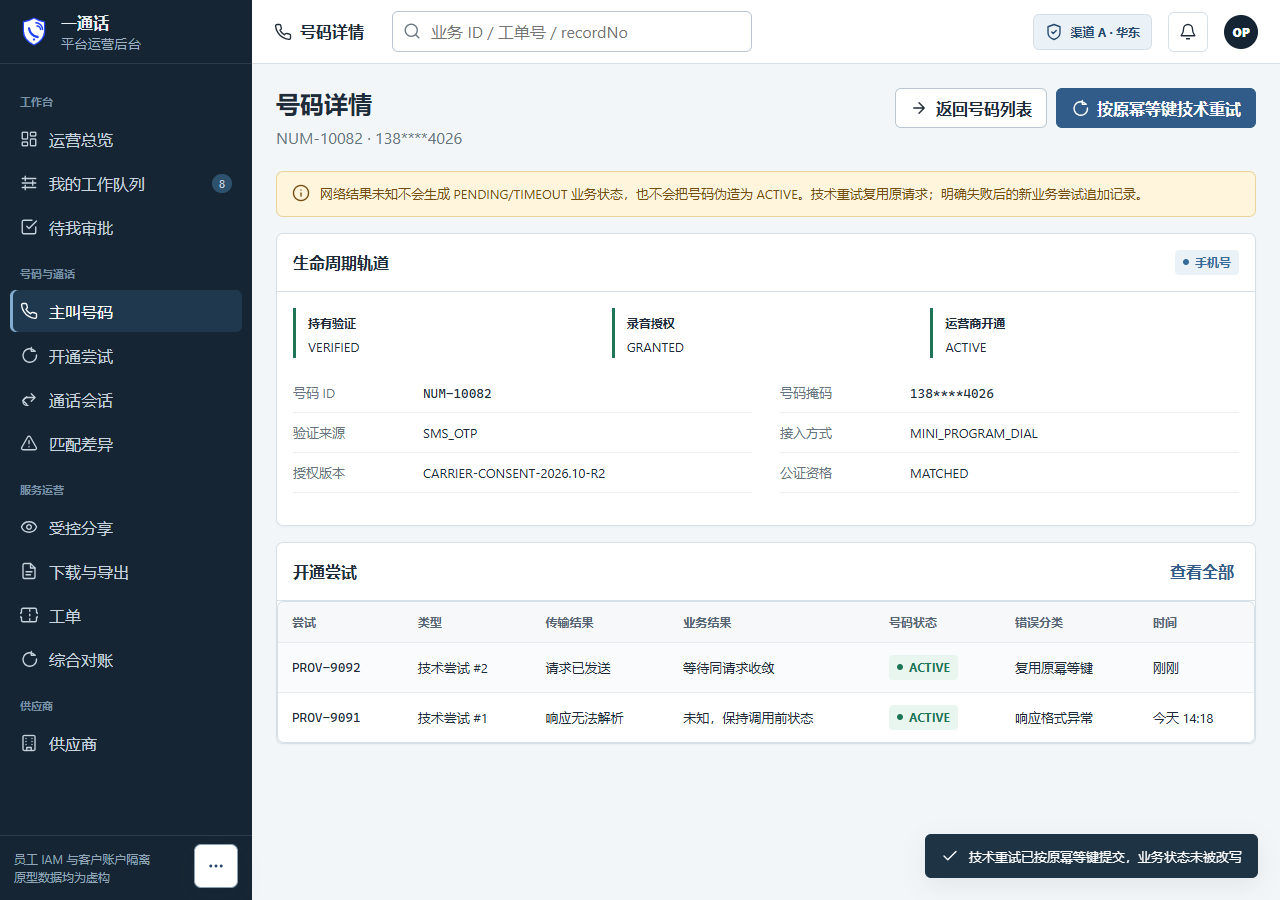 一通话
平台运营后台
号码详情
业务 ID / 工单号 / recordNo
渠道 A · 华东
OP
工作台
运营总览
我的工作队列 8
待我审批
号码与通话
主叫号码
开通尝试
通话会话
匹配差异
服务运营
受控分享
下载与导出
工单
综合对账
供应商
供应商
员工 IAM 与客户账户隔离
原型数据均为虚构
号码详情
NUM-10082 · 138****4026
返回号码列表
按原幂等键技术重试
网络结果未知不会生成 PENDING/TIMEOUT 业务状态，也不会把号码伪造为 ACTIVE。技术重试复用原请求；明确失败后的新业务尝试追加记录。
生命周期轨道
手机号
持有验证 录音授权 运营商开通
VERIFIED GRANTED ACTIVE
号码 ID NUM-10082 号码掩码 138****4026
验证来源 SMS_OTP 接入方式 MINI_PROGRAM_DIAL
授权版本 CARRIER-CONSENT-2026.10-R2 公证资格 MATCHED
开通尝试
查看全部
尝试 类型 传输结果 业务结果 号码状态 错误分类 时间
PROV-9092 技术尝试 #2 请求已发送 等待同请求收敛 ACTIVE 复用原幂等键 刚刚
PROV-9091 技术尝试 #1 响应无法解析 未知，保持调用前状态 ACTIVE 响应格式异常 今天 14:18
技术重试已按原幂等键提交，业务状态未被改写